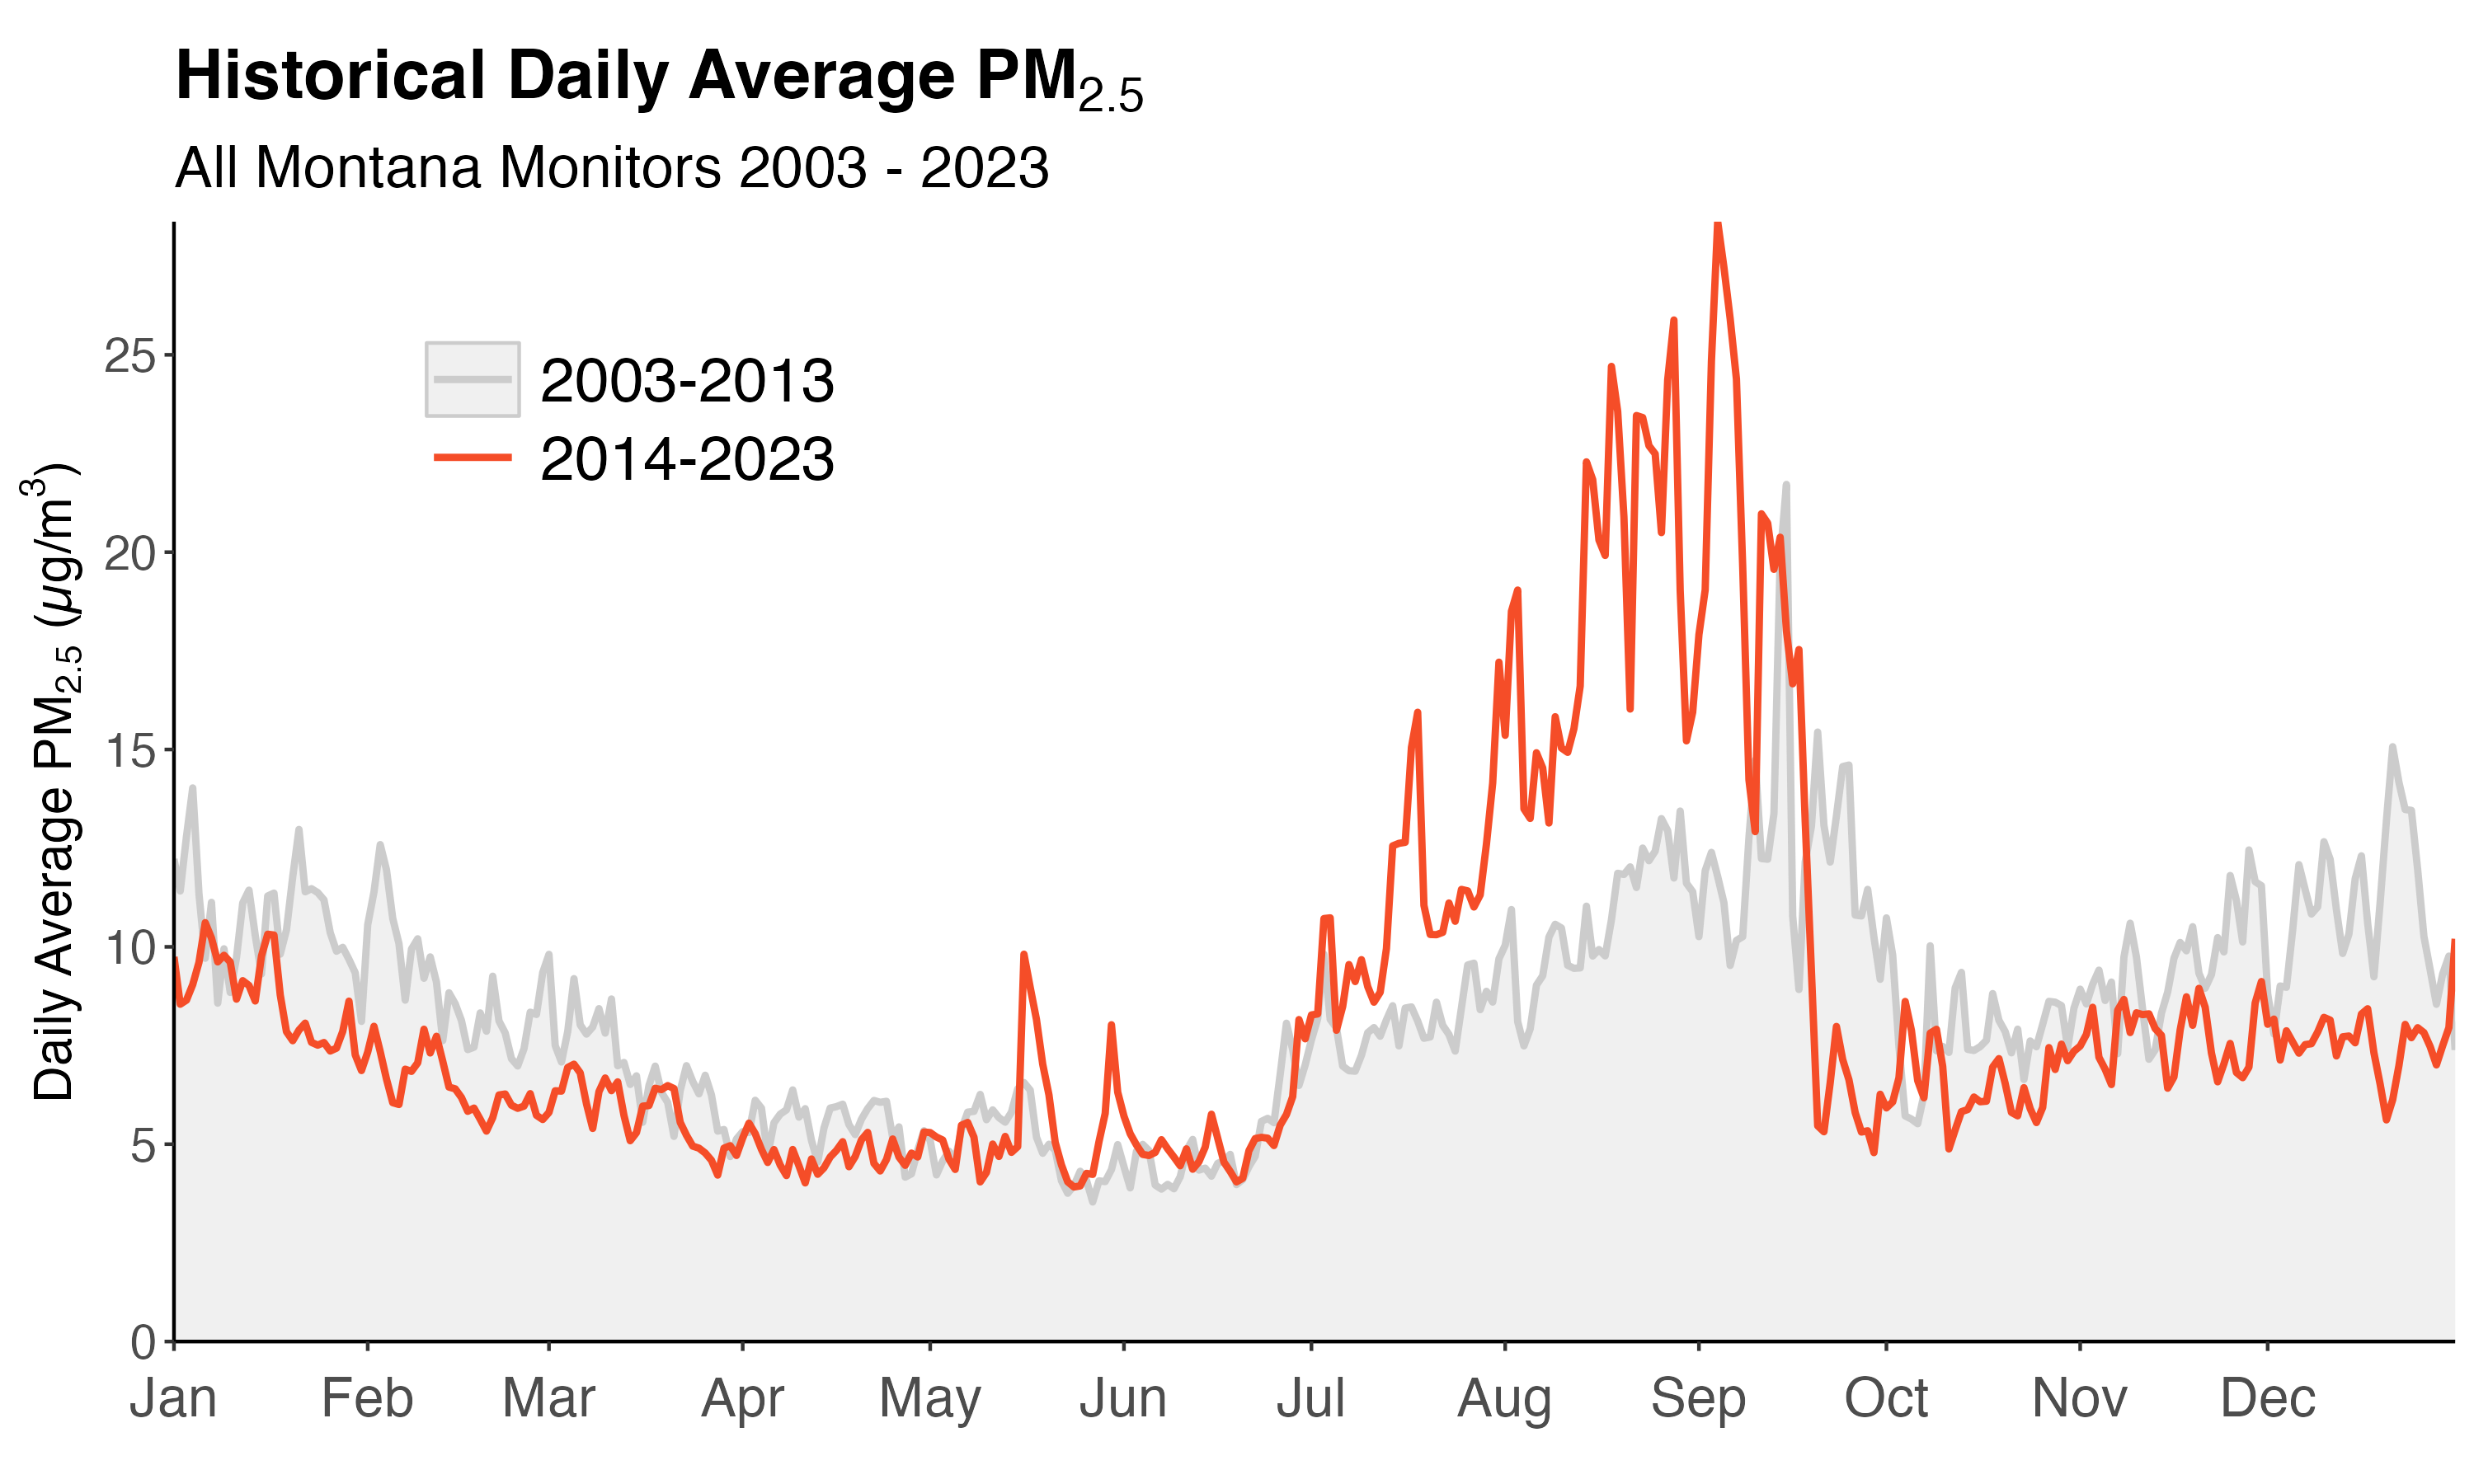 Historical Daily Average PM2.5
All Montana Monitors 2003 - 2023
Daily Average PM2.5 (µg/m3)
25
20
15
10
5
0
2003-2013
2014-2023
Jan Feb Mar Apr May Jun Jul Aug Sep Oct Nov Dec